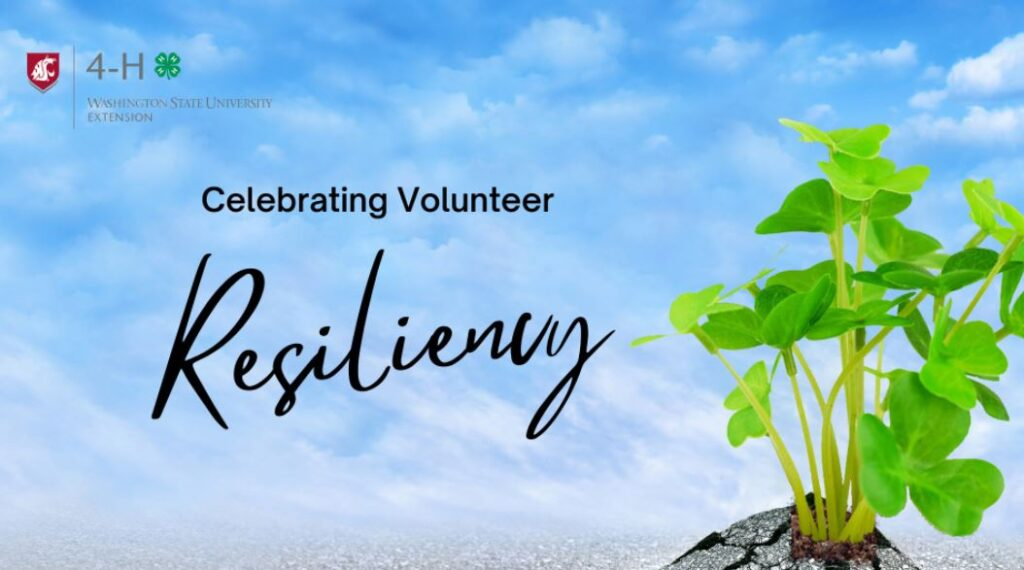 4-H
WASHINGTON STATE UNIVERSITY
EXTENSION
Celebrating Volunteer
Resiliency